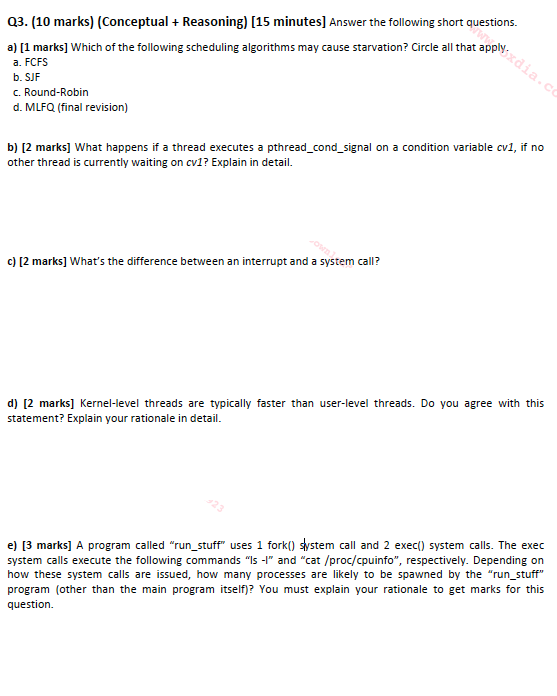 Q3. (10 marks) (Conceptual + Reasoning) [15 minutes] Answer the following short questions.
a) [1 marks] Which of the following scheduling algorithms may cause starvation? Circle all that apply.
a. FCFS
b. SJF
c. Round-Robin
d. MLFQ (final revision)
b) [2 marks] What happens if a thread executes a pthread_cond_signal on a condition variable cv1, if no
other thread is currently waiting on cv1? Explain in detail.
c) [2 marks] What's the difference between an interrupt and a system call?
d) [2 marks] Kernel-level threads are typically faster than user-level threads. Do you agree with this
statement? Explain your rationale in detail.
e) [3 marks] A program called “run_stuff” uses 1 fork() system call and 2 exec() system calls. The exec
system calls execute the following commands “ls -l” and “cat /proc/cpuinfo”, respectively. Depending on
how these system calls are issued, how many processes are likely to be spawned by the “run_stuff”
program (other than the main program itself)? You must explain your rationale to get marks for this
question.